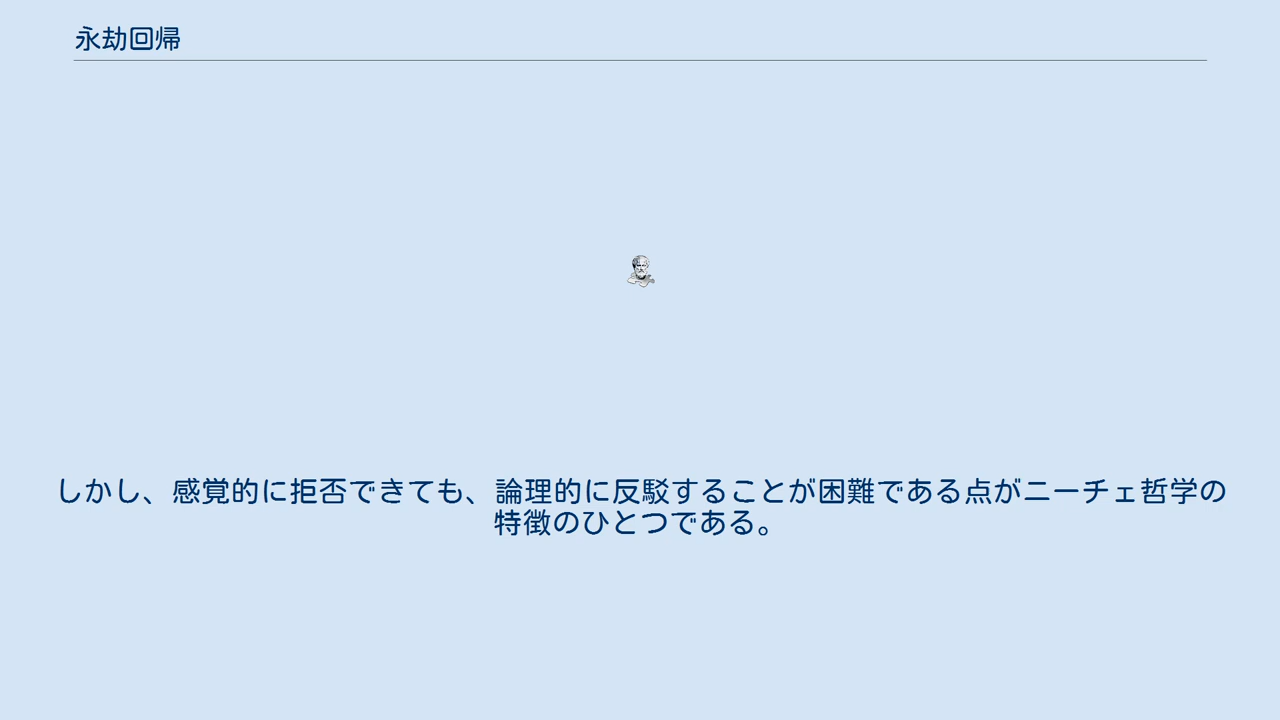 永劫回帰
しかし、感覚的に拒否できても、論理的に反駁することが困難である点がニーチェ哲学の
特徴のひとつである。